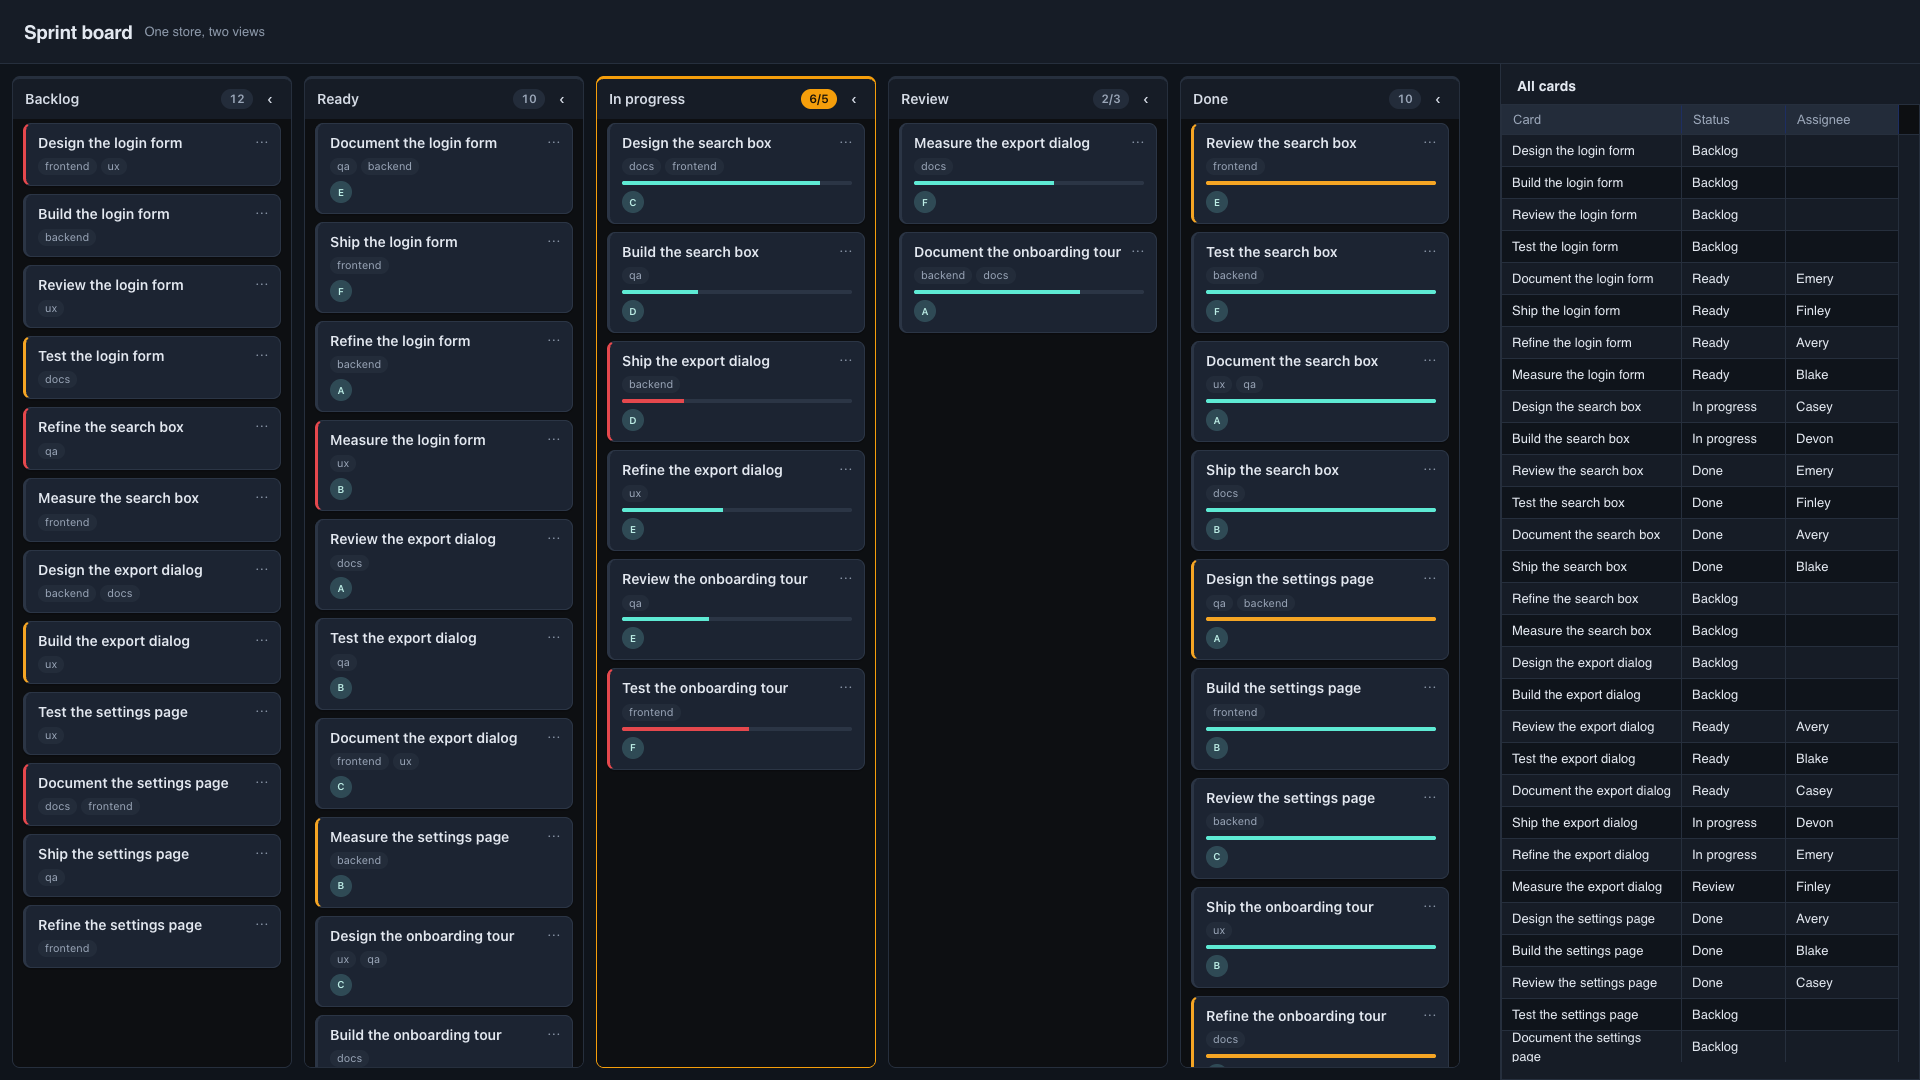 Sprint board
One store, two views
Backlog
12
Design the login form
frontend ux
Build the login form
backend
Review the login form
ux
Test the login form
docs
Refine the search box
qa
Measure the search box
frontend
Design the export dialog
backend docs
Build the export dialog
ux
Test the settings page
ux
Document the settings page
docs frontend
Ship the settings page
qa
Refine the settings page
frontend
Ready
10
Document the login form
qa backend
E
Ship the login form
frontend
F
Refine the login form
backend
A
Measure the login form
ux
B
Review the export dialog
docs
A
Test the export dialog
qa
B
Document the export dialog
frontend ux
C
Measure the settings page
backend
B
Design the onboarding tour
ux qa
C
Build the onboarding tour
docs
In progress
6/5
Design the search box
docs frontend
C
Build the search box
qa
D
Ship the export dialog
backend
D
Refine the export dialog
ux
E
Review the onboarding tour
qa
E
Test the onboarding tour
frontend
F
Review
2/3
Measure the export dialog
docs
F
Document the onboarding tour
backend docs
A
Done
10
Review the search box
frontend
E
Test the search box
backend
F
Document the search box
ux qa
A
Ship the search box
docs
B
Design the settings page
qa backend
A
Build the settings page
frontend
B
Review the settings page
backend
C
Ship the onboarding tour
ux
B
Refine the onboarding tour
docs
All cards
Card Status Assignee
Design the login form Backlog
Build the login form Backlog
Review the login form Backlog
Test the login form Backlog
Document the login form Ready Emery
Ship the login form Ready Finley
Refine the login form Ready Avery
Measure the login form Ready Blake
Design the search box In progress Casey
Build the search box In progress Devon
Review the search box Done Emery
Test the search box Done Finley
Document the search box Done Avery
Ship the search box Done Blake
Refine the search box Backlog
Measure the search box Backlog
Design the export dialog Backlog
Build the export dialog Backlog
Review the export dialog Ready Avery
Test the export dialog Ready Blake
Document the export dialog Ready Casey
Ship the export dialog In progress Devon
Refine the export dialog In progress Emery
Measure the export dialog Review Finley
Design the settings page Done Avery
Build the settings page Done Blake
Review the settings page Done Casey
Test the settings page Backlog
Document the settings page Backlog